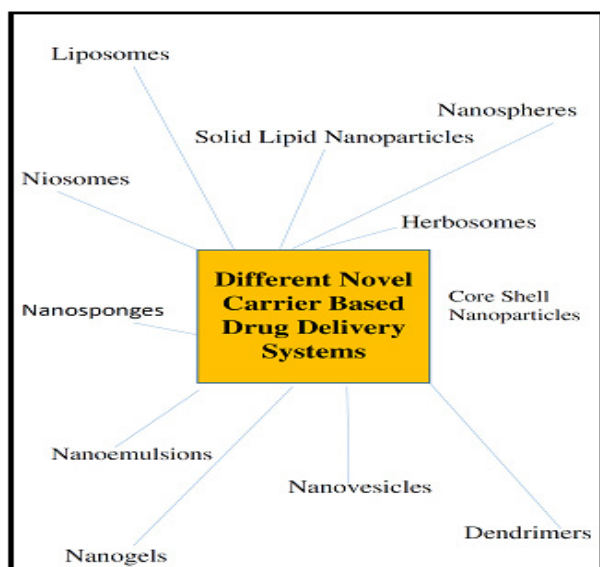 Liposomes
Nanospheres
Solid Lipid Nanoparticles
Niosomes
Herbosomes
Different Novel
Carrier Based
Drug Delivery
Systems
Core Shell
Nanoparticles
Nanosponges
Nanoemulsions
Nanovesicles
Dendrimers
Nanogels